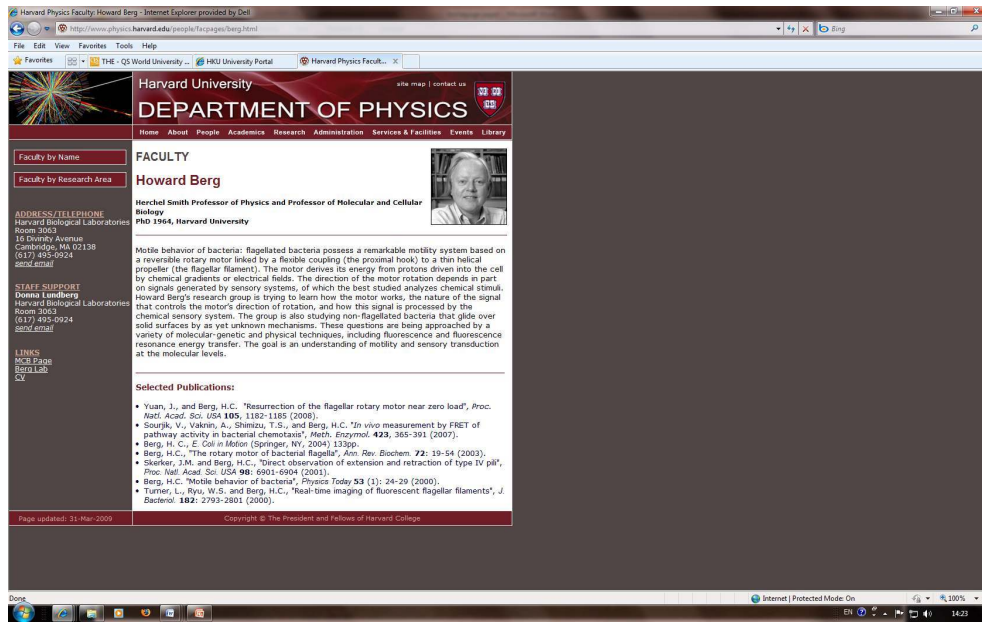 Harvard Physics Faculty: Howard Berg - Internet Explorer provided by Dell
http://www.physics.harvard.edu/people/facpages/berg.html
Bing
File Edit View Favorites Tools Help
Favorites THE - QS World University ... HKU University Portal Harvard Physics Facult... X
Harvard University
site map | contact us
DEPARTMENT OF PHYSICS
Home About People Academics Research Administration Services & Facilities Events Library
Faculty by Name
Faculty by Research Area
ADDRESS/TELEPHONE
Harvard Biological Laboratories
Room 3063
16 Divinity Avenue
Cambridge, MA 02138
(617) 495-0924
send email
STAFF SUPPORT
Donna Lundberg
Harvard Biological Laboratories
Room 3063
(617) 495-0924
send email
LINKS
MCB Page
Berg Lab
CV
FACULTY
Howard Berg
Herchel Smith Professor of Physics and Professor of Molecular and Cellular
Biology
PhD 1964, Harvard University
Motile behavior of bacteria: flagellated bacteria possess a remarkable motility system based on
a reversible rotary motor linked by a flexible coupling (the proximal hook) to a thin helical
propeller (the flagellar filament). The motor derives its energy from protons driven into the cell
by chemical gradients or electrical fields. The direction of the motor rotation depends in part
on signals generated by sensory systems, of which the best studied analyzes chemical stimuli.
Howard Berg's research group is trying to learn how the motor works, the nature of the signal
that controls the motor's direction of rotation, and how this signal is processed by the
chemical sensory system. The group is also studying non-flagellated bacteria that glide over
solid surfaces by as yet unknown mechanisms. These questions are being approached by a
variety of molecular-genetic and physical techniques, including fluorescence and fluorescence
resonance energy transfer. The goal is an understanding of motility and sensory transduction
at the molecular levels.
Selected Publications:
• Yuan, J., and Berg, H.C. "Resurrection of the flagellar rotary motor near zero load", Proc.
Natl. Acad. Sci. USA 105, 1182-1185 (2008).
• Sourjik, V., Vaknin, A., Shimizu, T.S., and Berg, H.C. "In vivo measurement by FRET of
pathway activity in bacterial chemotaxis", Meth. Enzymol. 423, 365-391 (2007).
• Berg, H. C., E. Coli in Motion (Springer, NY, 2004) 133pp.
• Berg, H.C., "The rotary motor of bacterial flagella", Ann. Rev. Biochem. 72: 19-54 (2003).
• Skerker, J.M. and Berg, H.C., "Direct observation of extension and retraction of type IV pili",
Proc. Natl. Acad. Sci. USA 98: 6901-6904 (2001).
• Berg, H.C. "Motile behavior of bacteria", Physics Today 53 (1): 24-29 (2000).
• Turner, L., Ryu, W.S. and Berg, H.C., "Real-time imaging of fluorescent flagellar filaments", J.
Bacteriol. 182: 2793-2801 (2000).
Page updated: 31-Mar-2009
Copyright © The President and Fellows of Harvard College
Done
Internet | Protected Mode: On
100%
EN
14:23